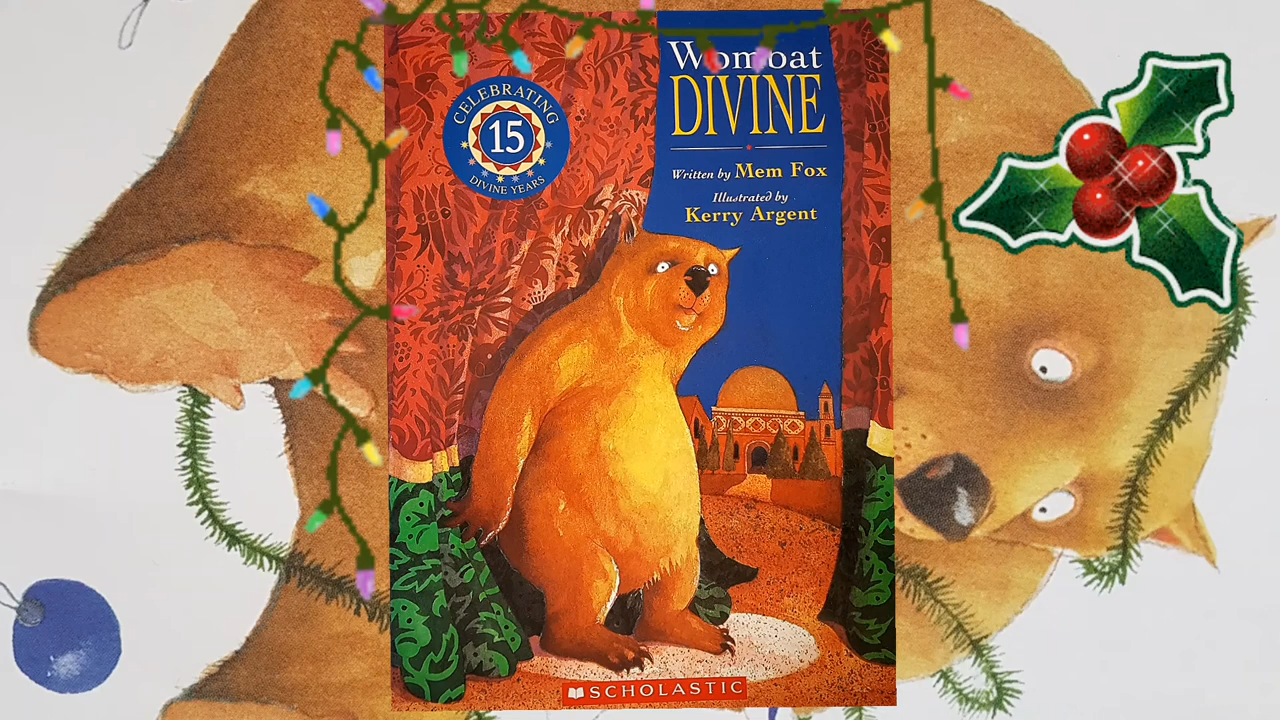 Wombat
DIVINE
CELEBRATING
15
DIVINE YEARS
Written by Mem Fox
Illustrated by
Kerry Argent
SCHOLASTIC